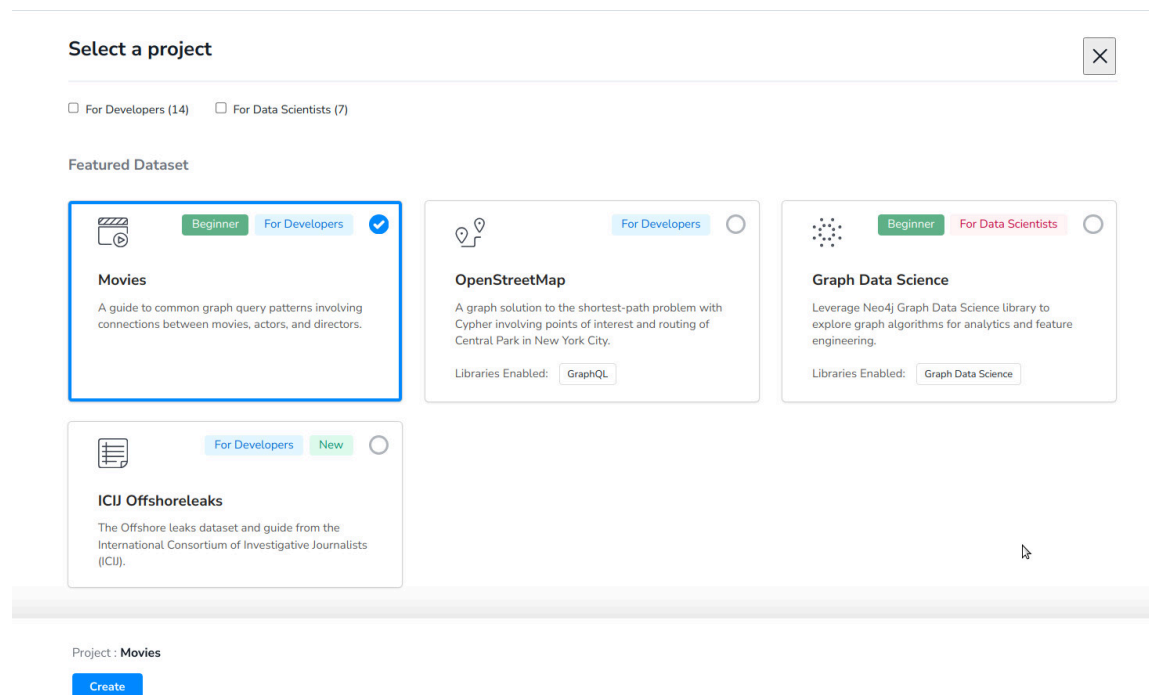 Select a project
For Developers (14) For Data Scientists (7)
Featured Dataset
Beginner For Developers
Movies
A guide to common graph query patterns involving
connections between movies, actors, and directors.
For Developers
OpenStreetMap
A graph solution to the shortest-path problem with
Cypher involving points of interest and routing of
Central Park in New York City.
Libraries Enabled: GraphQL
Beginner For Data Scientists
Graph Data Science
Leverage Neo4j Graph Data Science library to
explore graph algorithms for analytics and feature
engineering.
Libraries Enabled: Graph Data Science
For Developers New
ICIJ Offshoreleaks
The Offshore leaks dataset and guide from the
International Consortium of Investigative Journalists
(ICIJ).
Project : Movies
Create